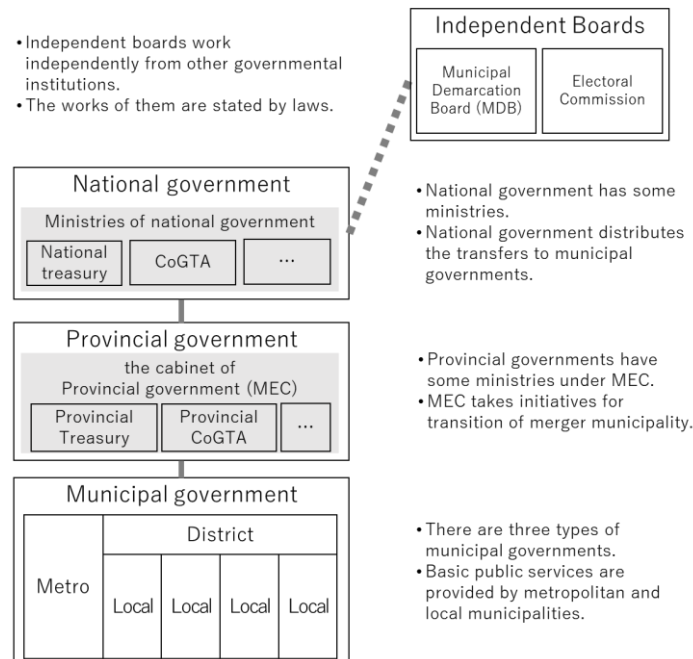 • Independent boards work
independently from other governmental
institutions.
• The works of them are stated by laws.
Independent Boards
Municipal
Demarcation
Board (MDB)
Electoral
Commission
National government
Ministries of national government
National
treasury
CoGTA
...
• National government has some
ministries.
• National government distributes
the transfers to municipal
governments.
Provincial government
the cabinet of
Provincial government (MEC)
Provincial
Treasury
Provincial
CoGTA
...
• Provincial governments have
some ministries under MEC.
• MEC takes initiatives for
transition of merger municipality.
Municipal government
Metro
District
Local
Local
Local
Local
• There are three types of
municipal governments.
• Basic public services are
provided by metropolitan and
local municipalities.